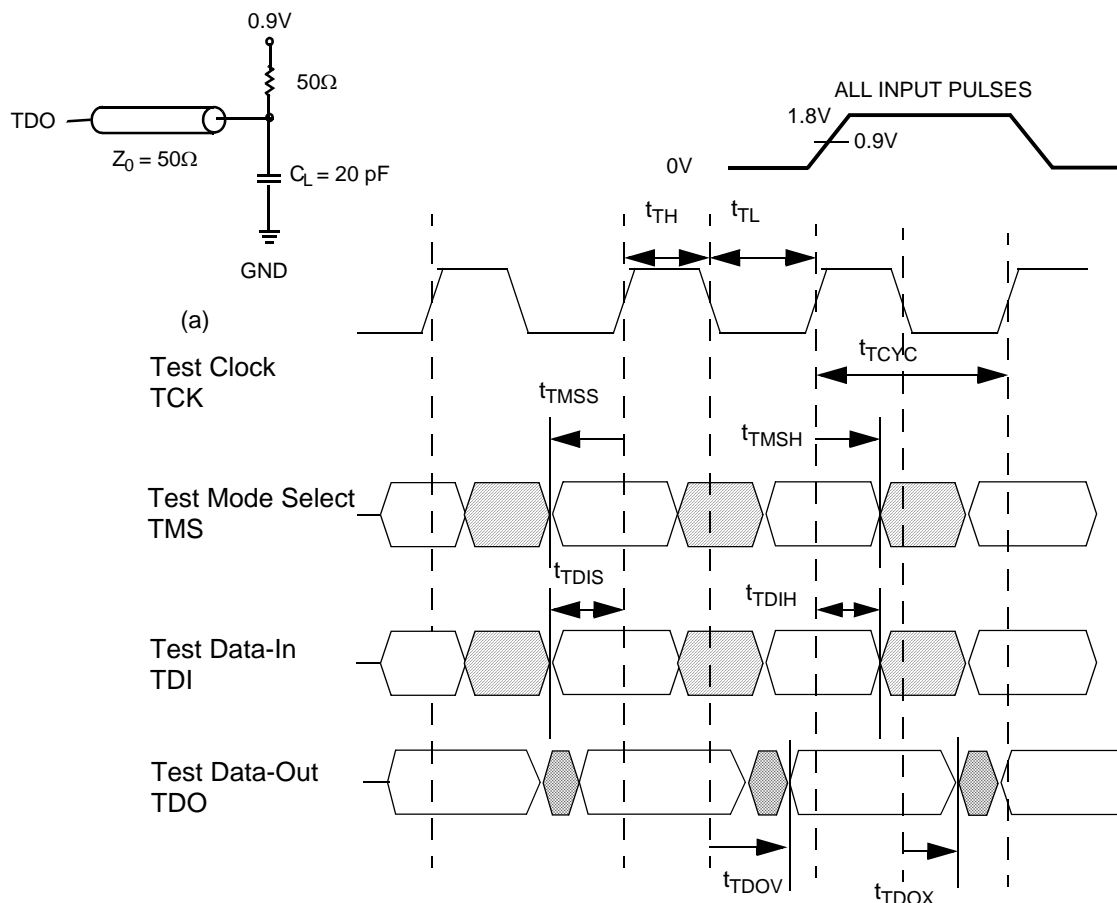 0.9V
50Ω
TDO
Z0 = 50Ω
CL = 20 pF
GND
(a)
ALL INPUT PULSES
1.8V
0.9V
0V
tTH
tTL
Test Clock
TCK
tTCYC
tTMSS
tTMSH
Test Mode Select
TMS
tTDIS
tTDIH
Test Data-In
TDI
Test Data-Out
TDO
tTDOV
tTDOX